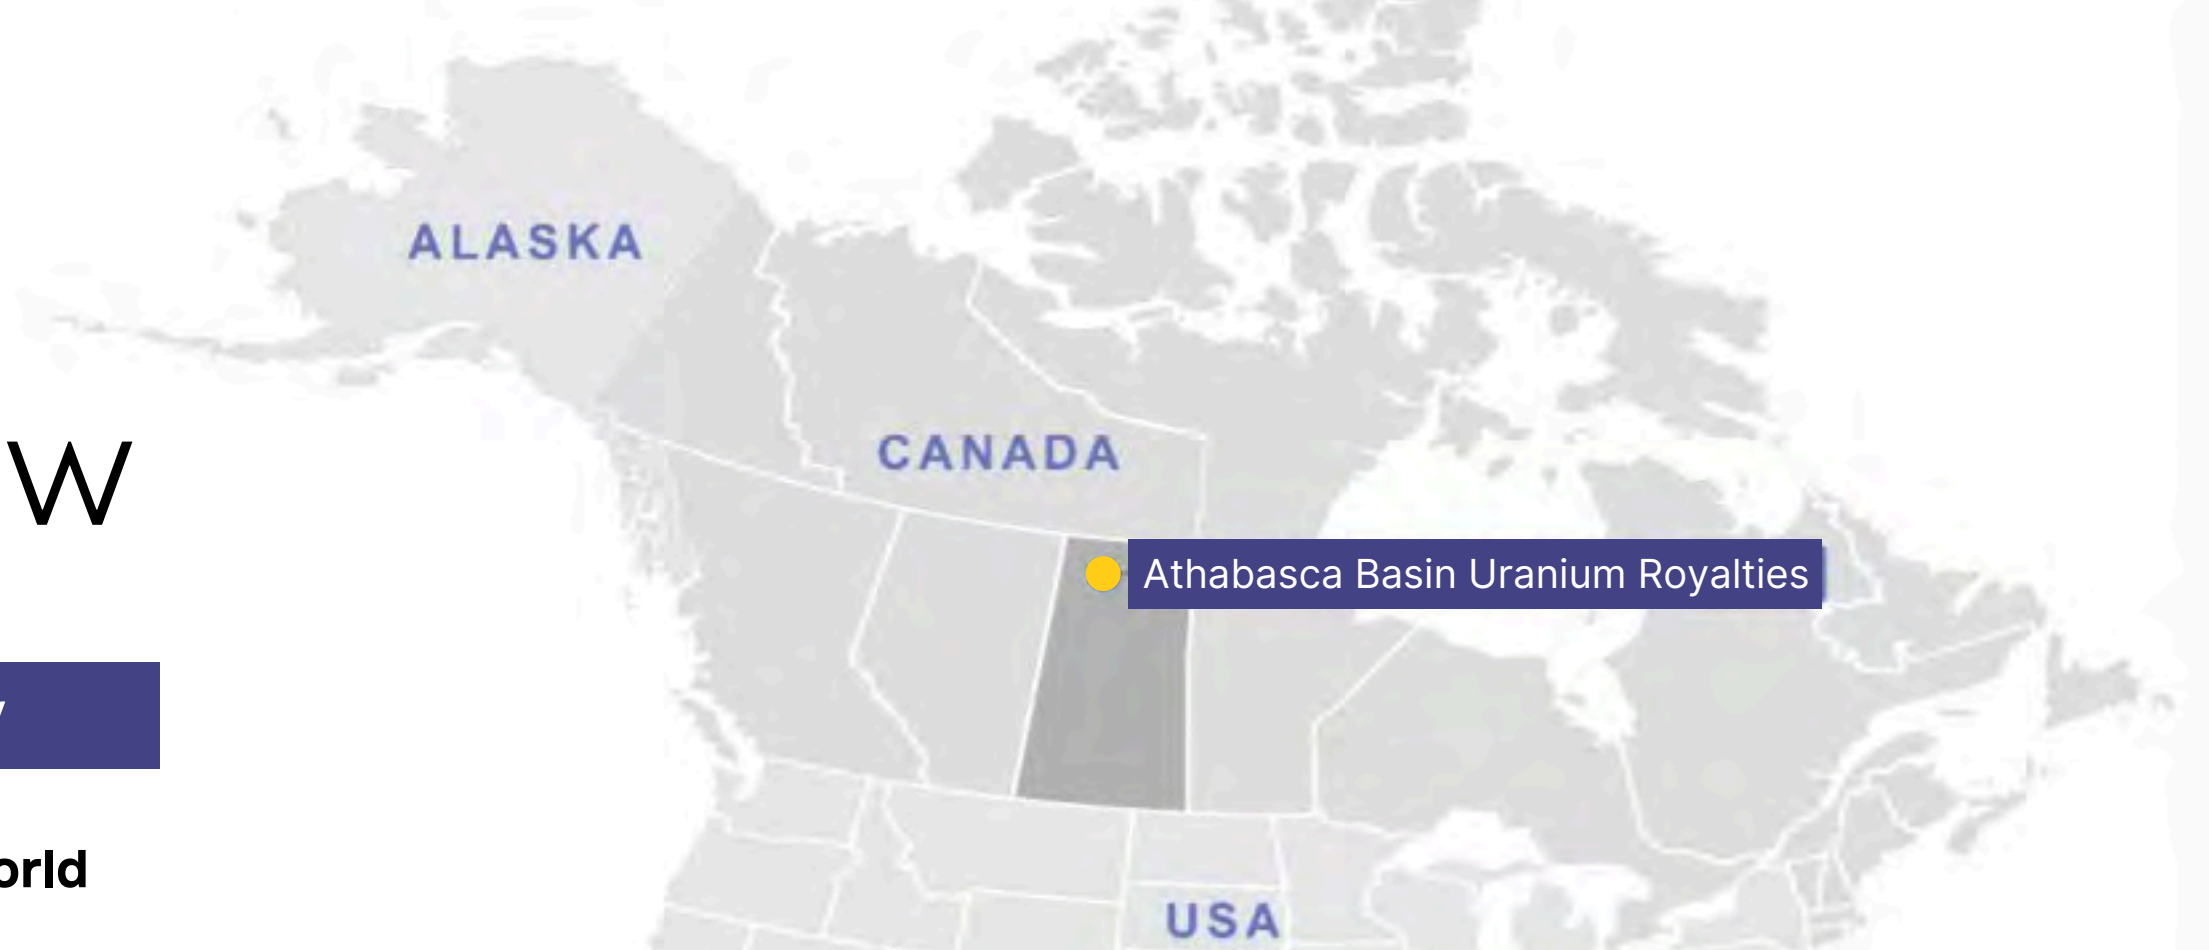 ALASKA
CANADA
W
Athabasca Basin Uranium Royalties
orld
USA